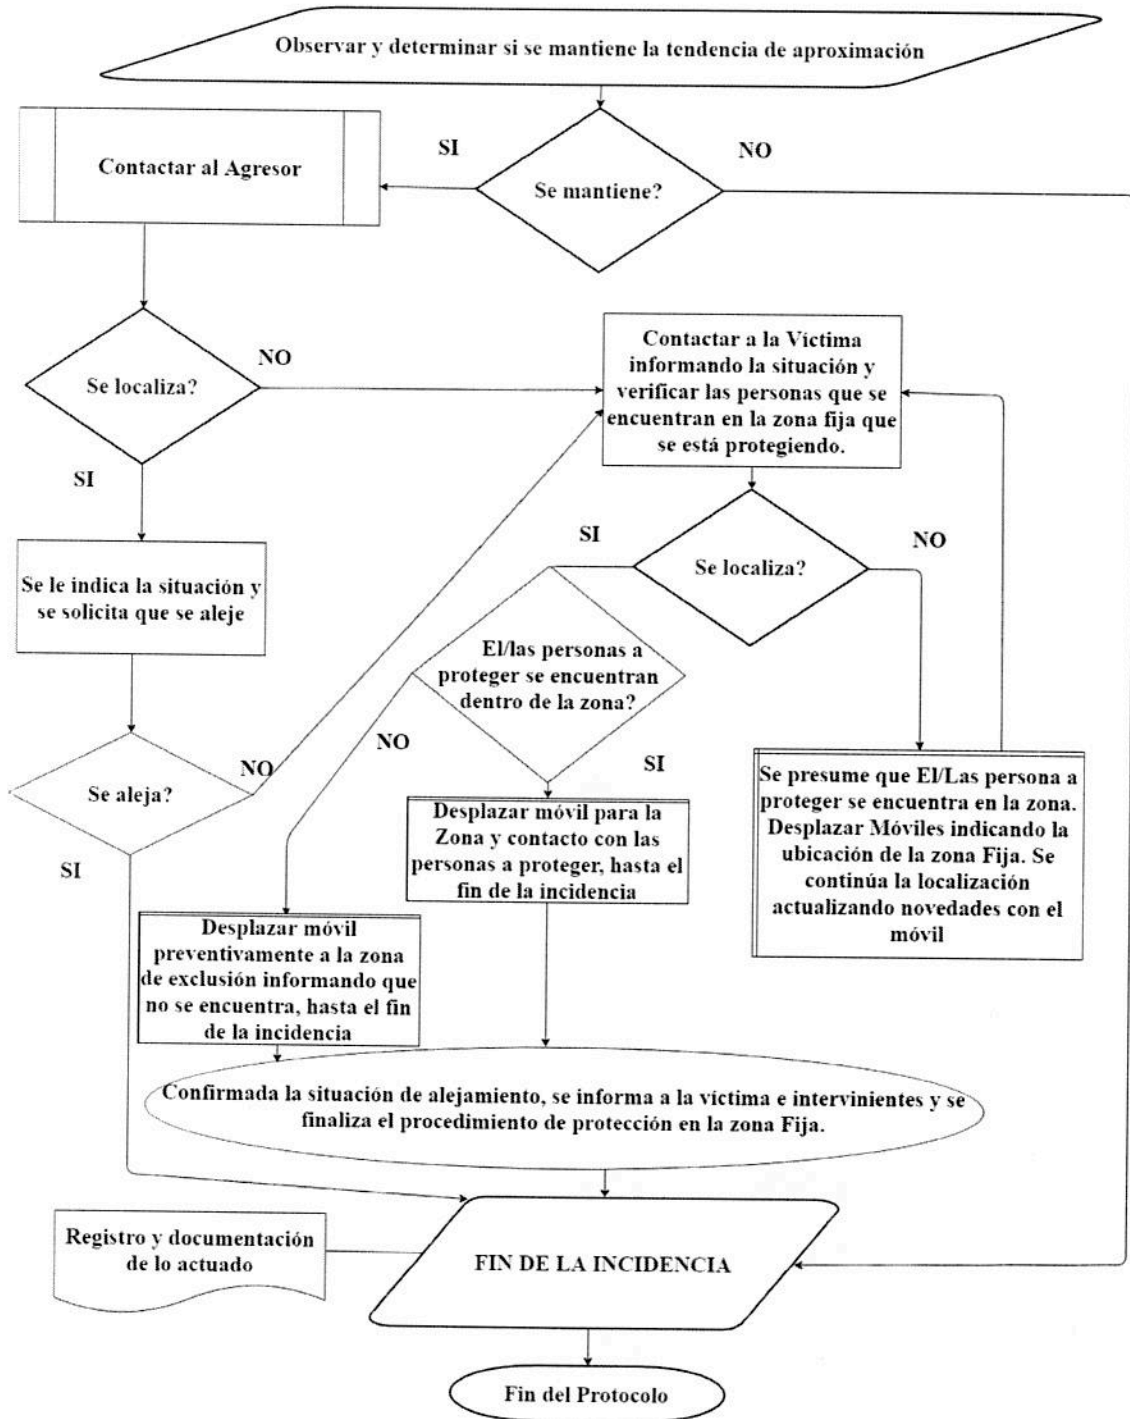 Observar y determinar si se mantiene la tendencia de aproximación
SI
NO
Contactar al Agresor
Se mantiene?
Contactar a la Víctima
informando la situación y
verificar las personas que se
encuentran en la zona fija que
se está protegiendo.
NO
Se localiza?
SI
SI
NO
Se localiza?
Se le indica la situación y
se solicita que se aleje
El/las personas a
proteger se encuentran
dentro de la zona?
NO
NO
SI
Se aleja?
SI
Se presume que El/Las persona a
proteger se encuentra en la zona.
Desplazar Móviles indicando la
ubicación de la zona Fija. Se
continúa la localización
actualizando novedades con el
móvil
Desplazar móvil para la
Zona y contacto con las
personas a proteger, hasta el
fin de la incidencia
Desplazar móvil
preventivamente a la zona
de exclusión informando que
no se encuentra, hasta el fin
de la incidencia
Confirmada la situación de alejamiento, se informa a la víctima e intervinientes y se
finaliza el procedimiento de protección en la zona Fija.
Registro y documentación
de lo actuado
FIN DE LA INCIDENCIA
Fin del Protocolo